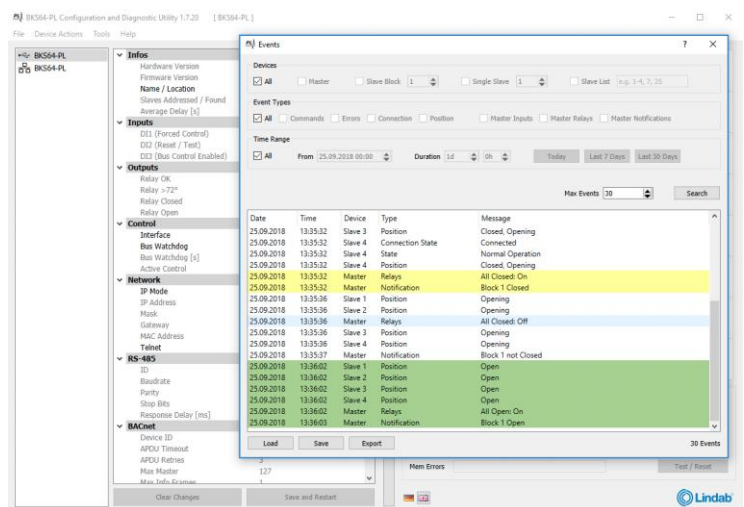 BKS64-PL Configuration and Diagnostic Utility 1.7.20 [ BKS64-PL ]
File Device Actions Tools Help
BKS64-PL
BKS64-PL
Infos
Hardware Version
Firmware Version
Name / Location
Slaves Addressed / Found
Average Delay [s]
Inputs
DI1 (Forced Control)
DI2 (Reset / Test)
DI3 (Bus Control Enabled)
Outputs
Relay OK
Relay >72°
Relay Closed
Relay Open
Control
Interface
Bus Watchdog
Bus Watchdog [s]
Active Control
Network
IP Mode
IP Address
Mask
Gateway
MAC Address
Telnet
RS-485
ID
Baudrate
Parity
Stop Bits
Response Delay [ms]
BACnet
Device ID
APDU Timeout
APDU Retries
Max Master 127
Max Info Frames 1
Clear Changes Save and Restart
Events ?
Devices
All Master Slave Block 1 Single Slave 1 Slave List e.g. 1-4, 7, 25
Event Types
All Commands Errors Connection Position Master Inputs Master Relays Master Notifications
Time Range
All From 25.09.2018 00:00 Duration 1d 0h Today Last 7 Days Last 30 Days
Max Events 30 Search
Date Time Device Type Message
25.09.2018 13:35:32 Slave 3 Position Closed, Opening
25.09.2018 13:35:32 Slave 4 Connection State Connected
25.09.2018 13:35:32 Slave 4 State Normal Operation
25.09.2018 13:35:32 Slave 4 Position Closed, Opening
25.09.2018 13:35:32 Master Relays All Closed: On
25.09.2018 13:35:32 Master Notification Block 1 Closed
25.09.2018 13:35:36 Slave 1 Position Opening
25.09.2018 13:35:36 Slave 2 Position Opening
25.09.2018 13:35:36 Master Relays All Closed: Off
25.09.2018 13:35:36 Slave 3 Position Opening
25.09.2018 13:35:36 Slave 4 Position Opening
25.09.2018 13:35:37 Master Notification Block 1 not Closed
25.09.2018 13:36:02 Slave 1 Position Open
25.09.2018 13:36:02 Slave 2 Position Open
25.09.2018 13:36:02 Slave 3 Position Open
25.09.2018 13:36:02 Slave 4 Position Open
25.09.2018 13:36:02 Master Relays All Open: On
25.09.2018 13:36:03 Master Notification Block 1 Open
Load Save Export 30 Events
Mem Errors Test / Reset
Lindab